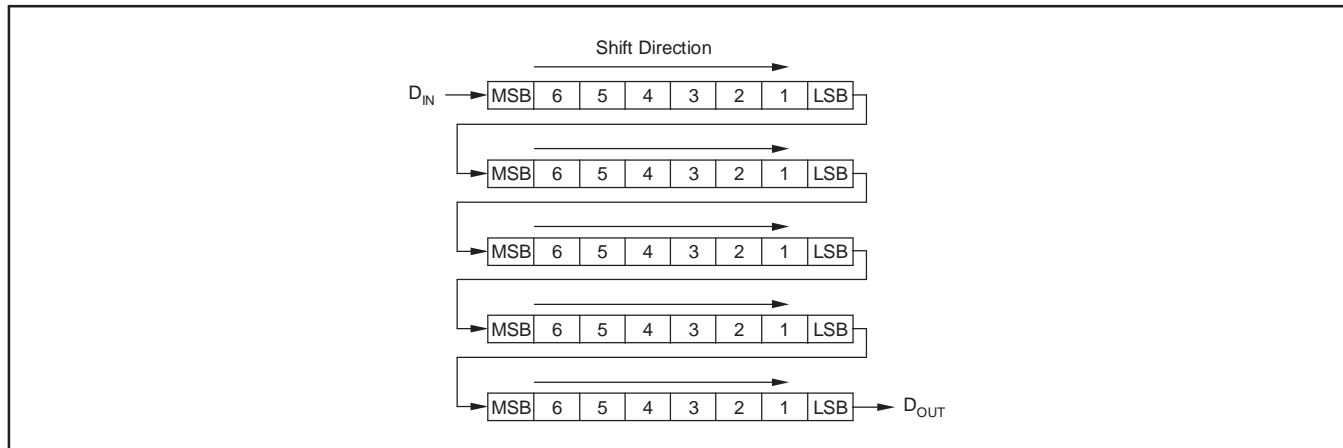 Shift Direction
D_IN MSB 6 5 4 3 2 1 LSB
MSB 6 5 4 3 2 1 LSB
MSB 6 5 4 3 2 1 LSB
MSB 6 5 4 3 2 1 LSB
MSB 6 5 4 3 2 1 LSB D_OUT